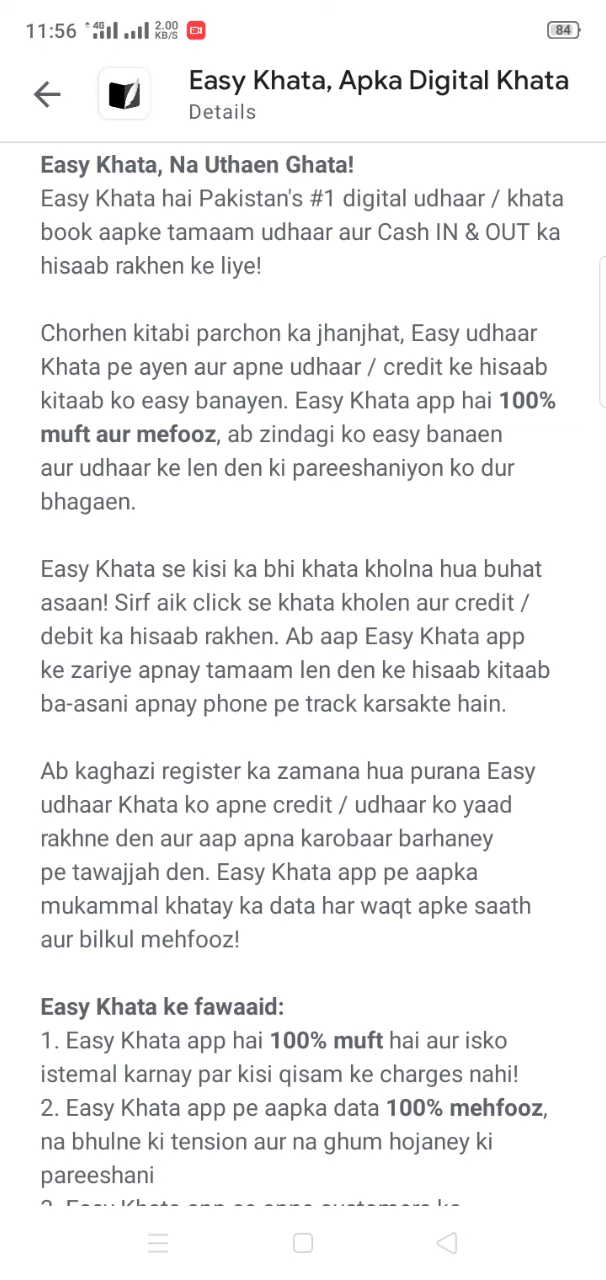 11:56 4G 2.00 KB/S 84
Easy Khata, Apka Digital Khata
Details
Easy Khata, Na Uthaen Ghata!
Easy Khata hai Pakistan's #1 digital udhaar / khata
book aapke tamaam udhaar aur Cash IN & OUT ka
hisaab rakhen ke liye!
Chorhen kitabi parchon ka jhanjhat, Easy udhaar
Khata pe ayen aur apne udhaar / credit ke hisaab
kitaab ko easy banayen. Easy Khata app hai 100%
muft aur mefooz, ab zindagi ko easy banaen
aur udhaar ke len den ki pareeshaniyon ko dur
bhagaen.
Easy Khata se kisi ka bhi khata kholna hua buhat
asaan! Sirf aik click se khata kholen aur credit /
debit ka hisaab rakhen. Ab aap Easy Khata app
ke zariye apnay tamaam len den ke hisaab kitaab
ba-asani apnay phone pe track karsakte hain.
Ab kaghazi register ka zamana hua purana Easy
udhaar Khata ko apne credit / udhaar ko yaad
rakhne den aur aap apna karobaar barhaney
pe tawajjah den. Easy Khata app pe aapka
mukammal khatay ka data har waqt apke saath
aur bilkul mehfooz!
Easy Khata ke fawaaid:
1. Easy Khata app hai 100% muft hai aur isko
istemal karnay par kisi qisam ke charges nahi!
2. Easy Khata app pe aapka data 100% mehfooz,
na bhulne ki tension aur na ghum hojaney ki
pareeshani